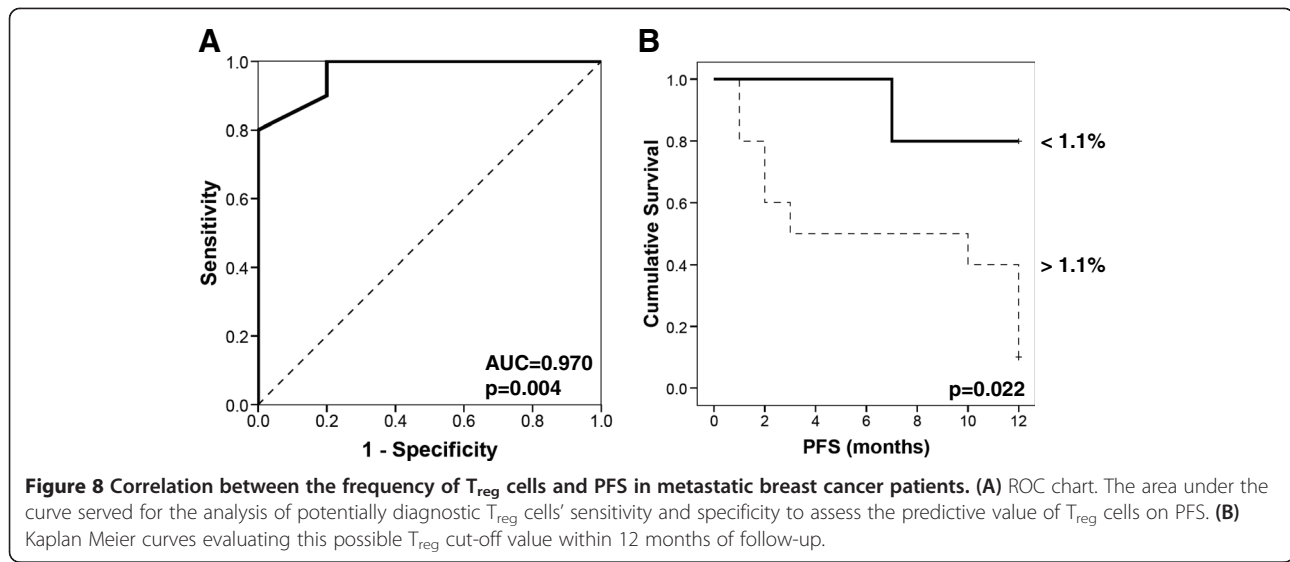 A
1.0
0.8
0.6
0.4
0.2
0.0
Sensitivity
AUC=0.970
p=0.004
0.0 0.2 0.4 0.6 0.8 1.0
1 - Specificity
B
1.0
0.8
0.6
0.4
0.2
0.0
Cumulative Survival
< 1.1%
> 1.1%
p=0.022
0 2 4 6 8 10 12
PFS (months)
Figure 8 Correlation between the frequency of Treg cells and PFS in metastatic breast cancer patients. (A) ROC chart. The area under the
curve served for the analysis of potentially diagnostic Treg cells' sensitivity and specificity to assess the predictive value of Treg cells on PFS. (B)
Kaplan Meier curves evaluating this possible Treg cut-off value within 12 months of follow-up.